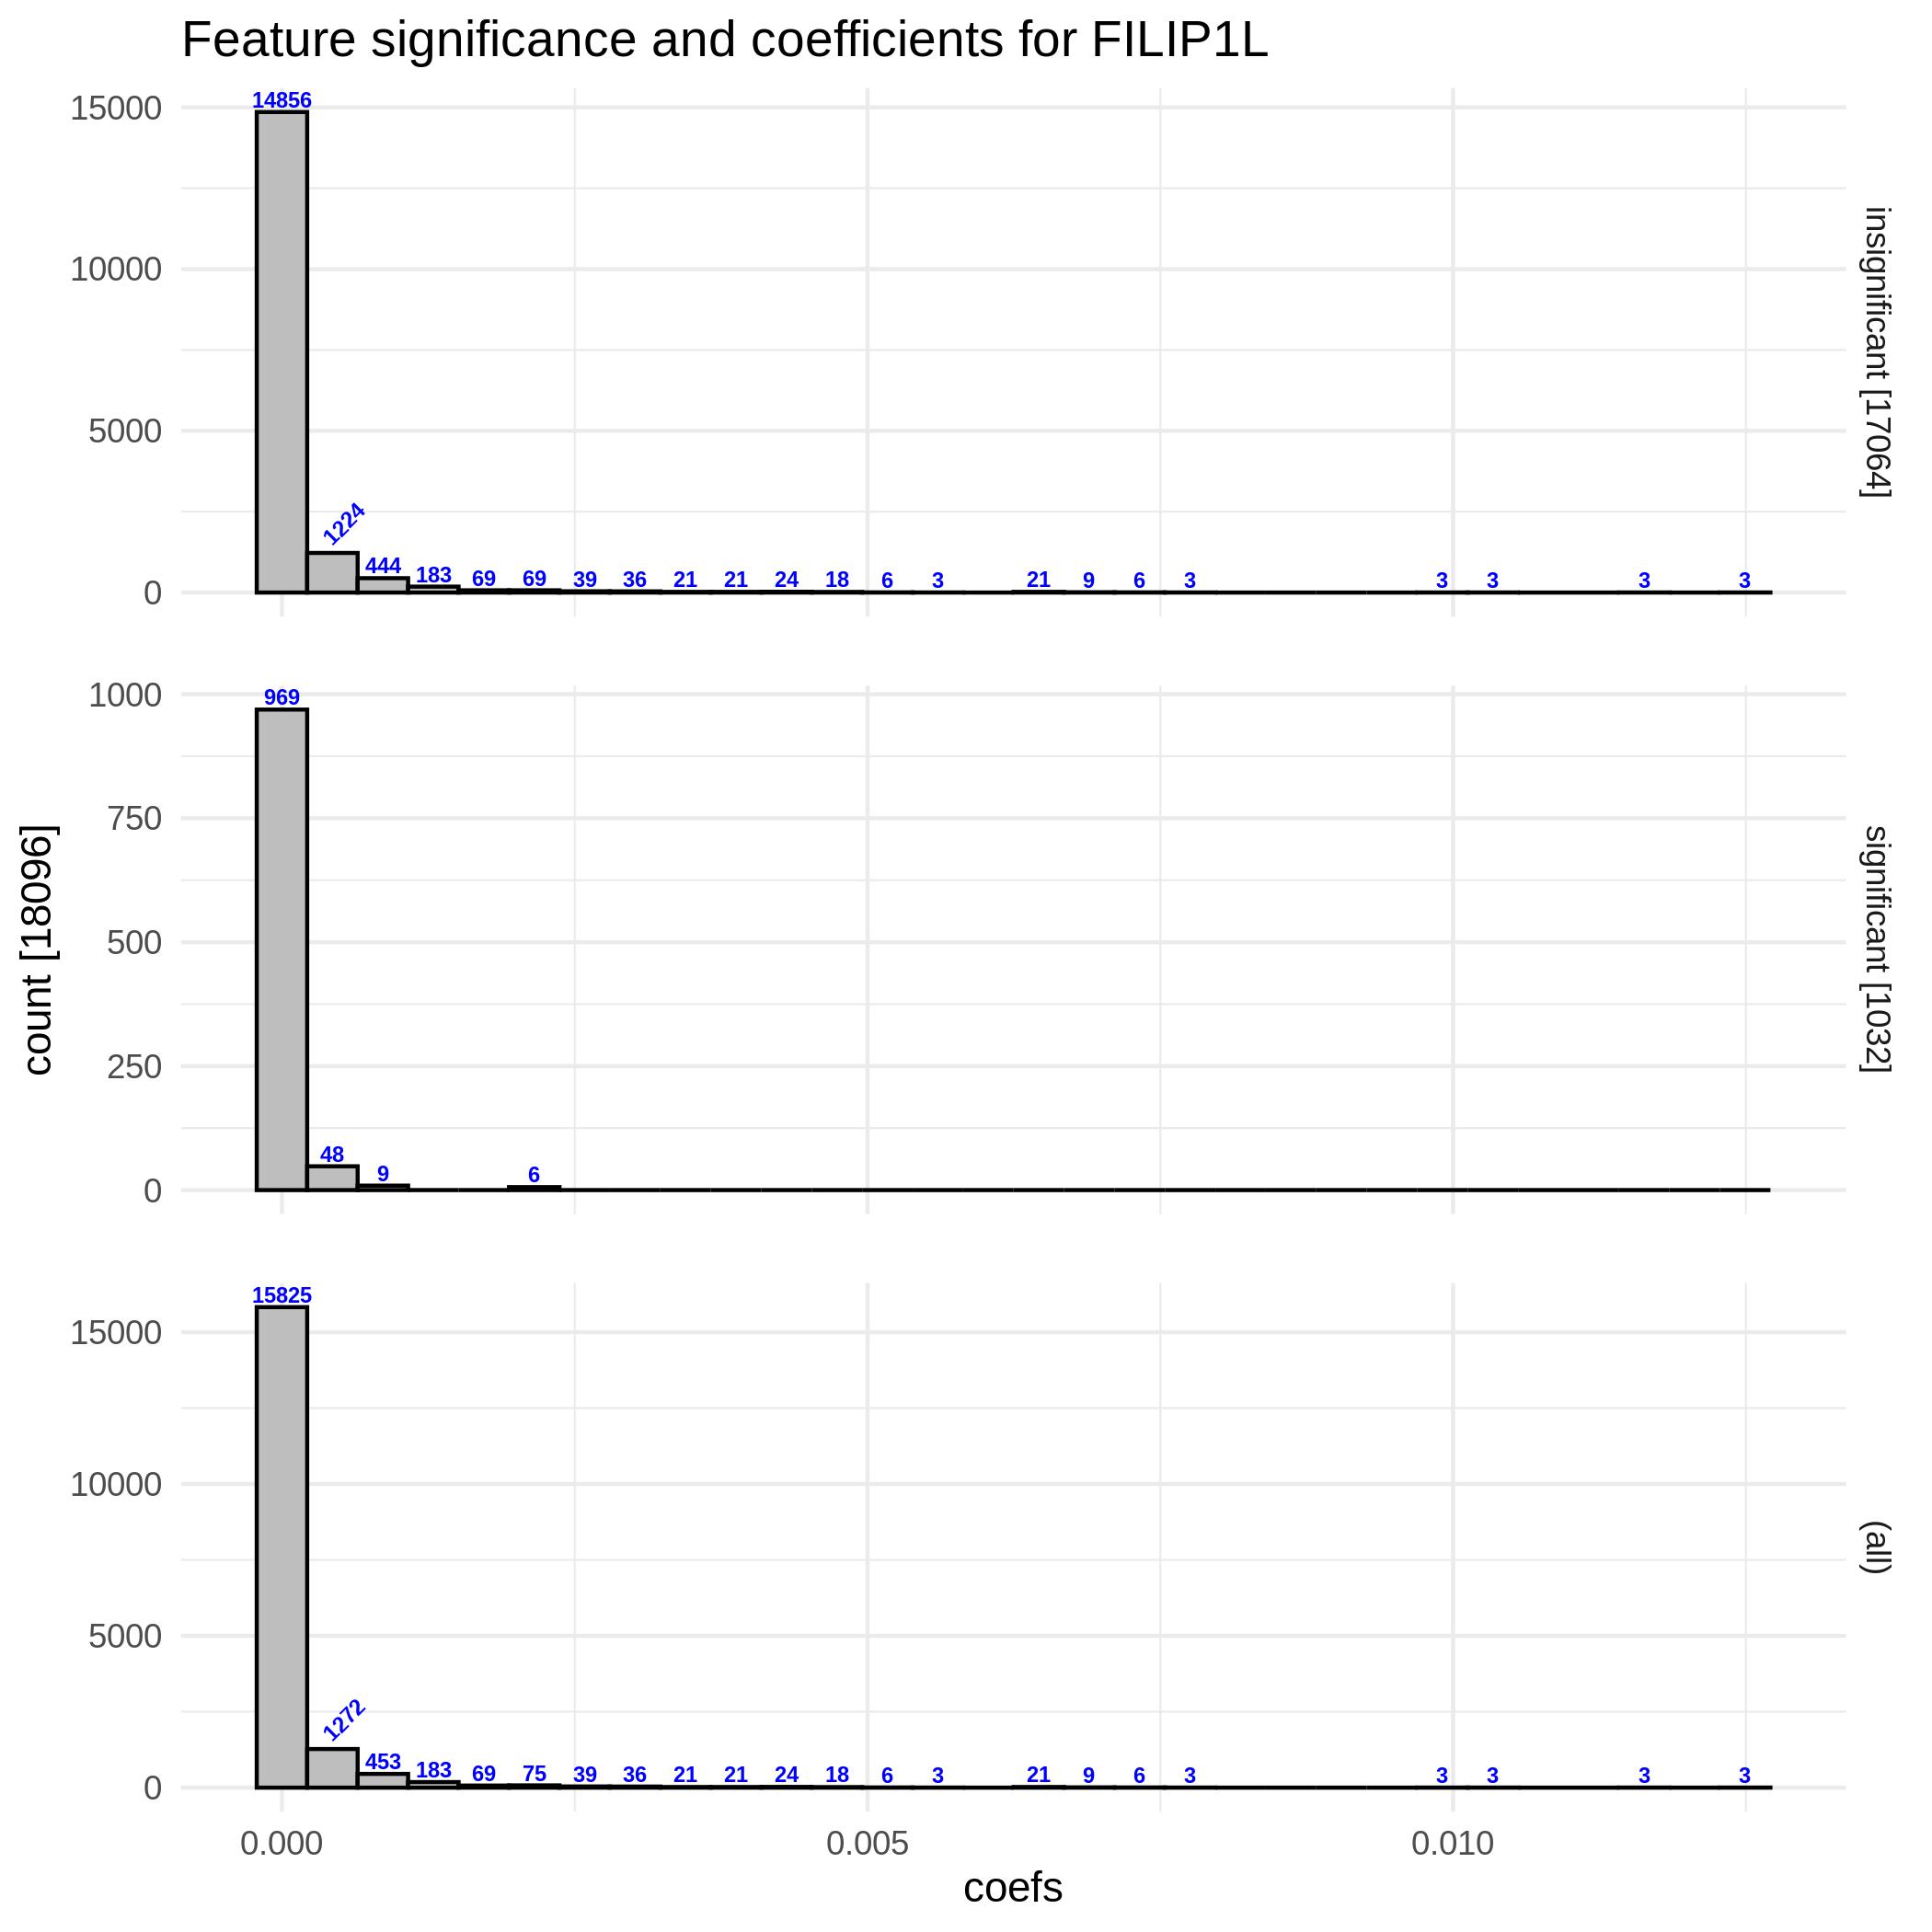 Feature significance and coefficients for FILIP1L
15000
10000
5000
0
14856
1224
444 183 69 69 39 36 21 21 24 18 6 3 21 9 6 3 3 3 3 3
insignificant [17064]
1000
750
500
250
0
969
48
9
6
significant [1032]
15000
10000
5000
0
15825
1272
453 183 69 75 39 36 21 21 24 18 6 3 21 9 6 3 3 3 3 3
(all)
0.000 0.005 0.010
coefs
count [18096]